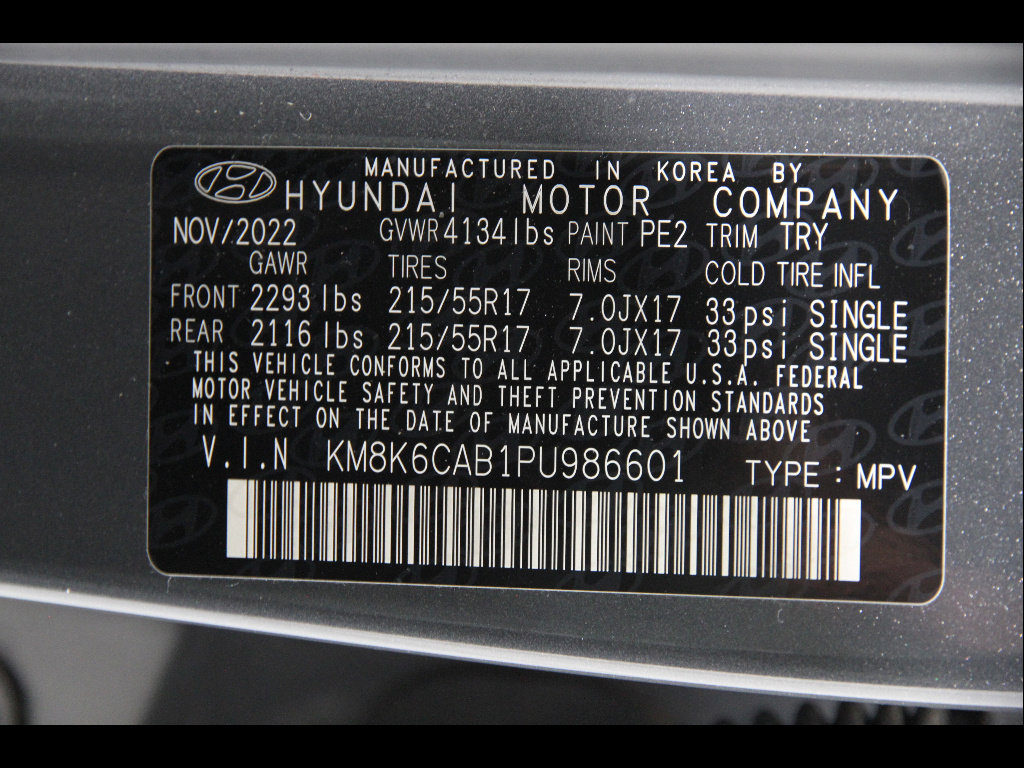 MANUFACTURED IN KOREA BY
HYUNDAI MOTOR COMPANY
NOV/2022 GVWR 4134lbs PAINT PE2 TRIM TRY
GAWR TIRES RIMS COLD TIRE INFL
FRONT 2293 lbs 215/55R17 7.0JX17 33psi SINGLE
REAR 2116 lbs 215/55R17 7.0JX17 33psi SINGLE
THIS VEHICLE CONFORMS TO ALL APPLICABLE U.S.A. FEDERAL
MOTOR VEHICLE SAFETY AND THEFT PREVENTION STANDARDS
IN EFFECT ON THE DATE OF MANUFACTURE SHOWN ABOVE
V.I.N KM8K6CAB1PU986601 TYPE : MPV